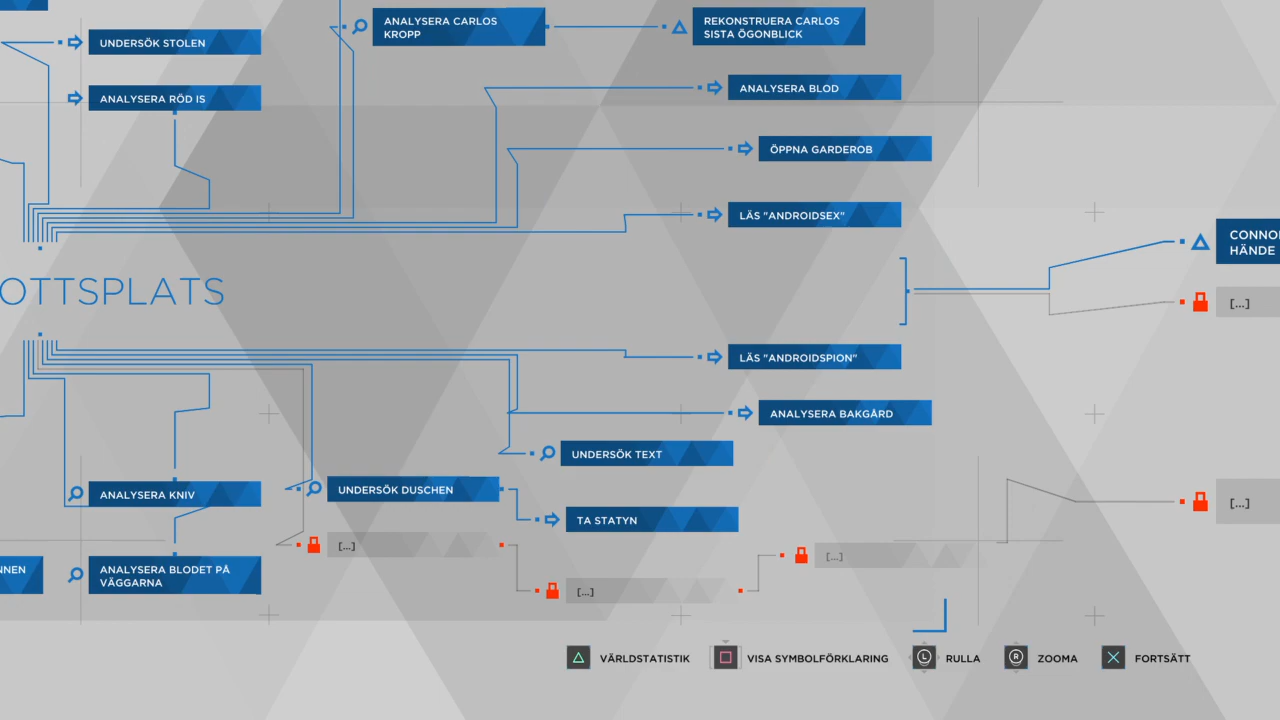 ANALYSERA CARLOS
KROPP
REKONSTRUERA CARLOS
SISTA ÖGONBLICK
UNDERSÖK STOLEN
ANALYSERA BLOD
ANALYSERA RÖD IS
ÖPPNA GARDEROB
LÄS "ANDROIDSEX"
CONNO
HÄNDE
OTTSPLATS
[...]
LÄS "ANDROIDSPION"
ANALYSERA BAKGÅRD
UNDERSÖK TEXT
ANALYSERA KNIV
UNDERSÖK DUSCHEN
[...]
TA STATYN
[...]
[...]
NNEN
ANALYSERA BLODET PÅ
VÄGGARNA
[...]
VÄRLDSTATISTIK
VISA SYMBOLFÖRKLARING
L
RULLA
R
ZOOMA
FORTSÄTT